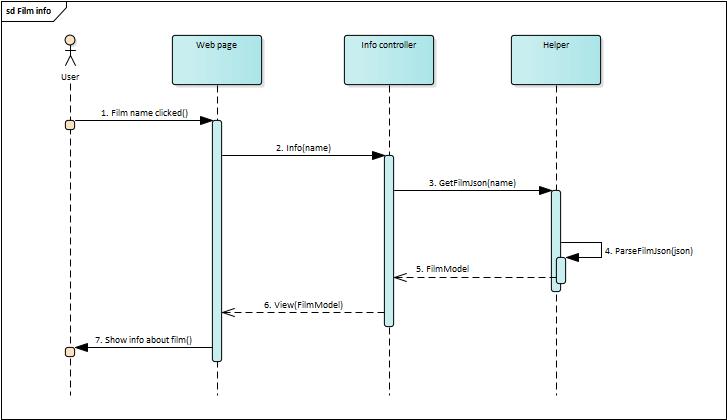 sd Film info
User
Web page
Info controller
Helper
1. Film name clicked()
2. Info(name)
3. GetFilmJson(name)
4. ParseFilmJson(json)
5. FilmModel
6. View(FilmModel)
7. Show info about film()